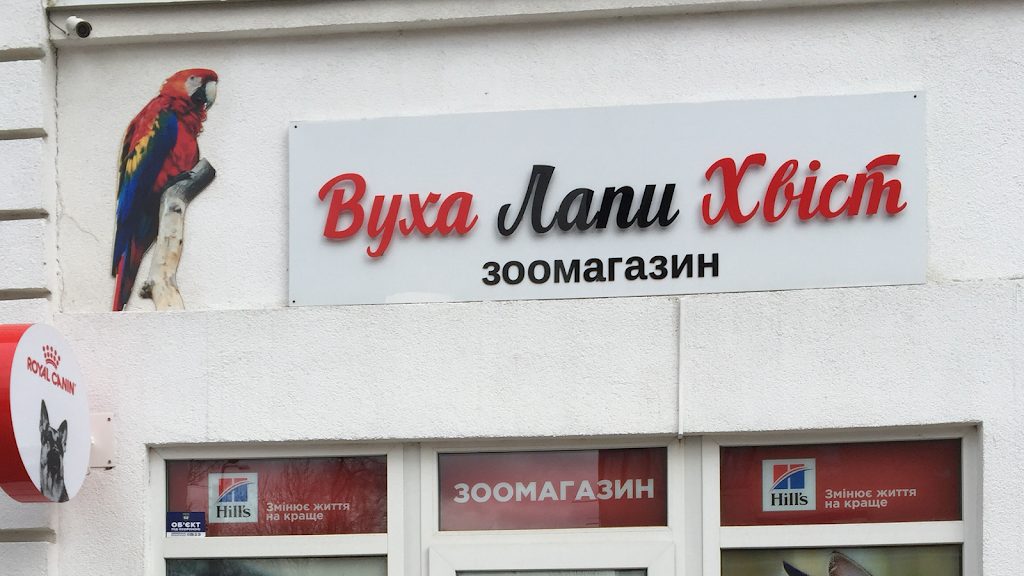 Вуха Лапи Хвіст
зоомагазин
ROYAL CANIN
Hill's
Змінює життя
на краще
ОБ'ЄКТ
ЗООМАГАЗИН
Hill's
Змінює життя
на краще